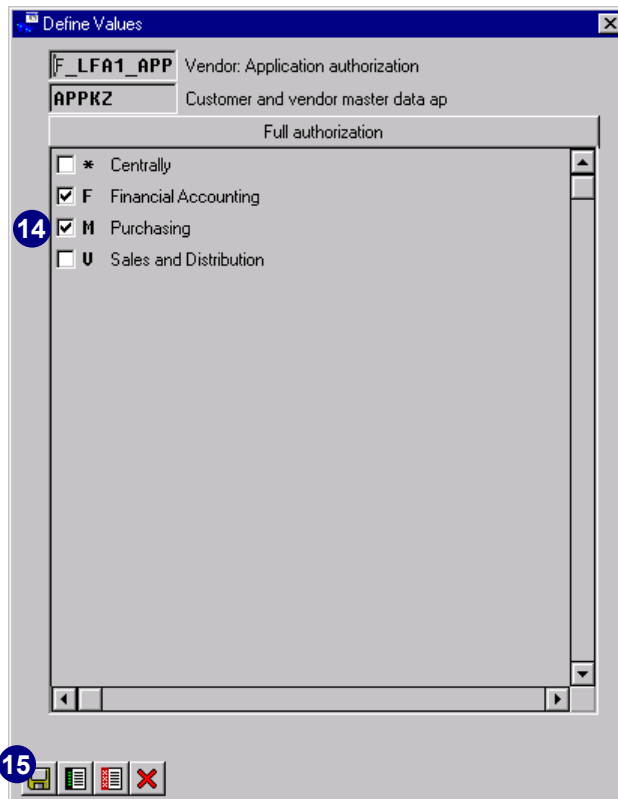 Define Values
F_LFA1_APP Vendor: Application authorization
APPKZ Customer and vendor master data ap
Full authorization
* Centrally
F Financial Accounting
14 M Purchasing
V Sales and Distribution
15